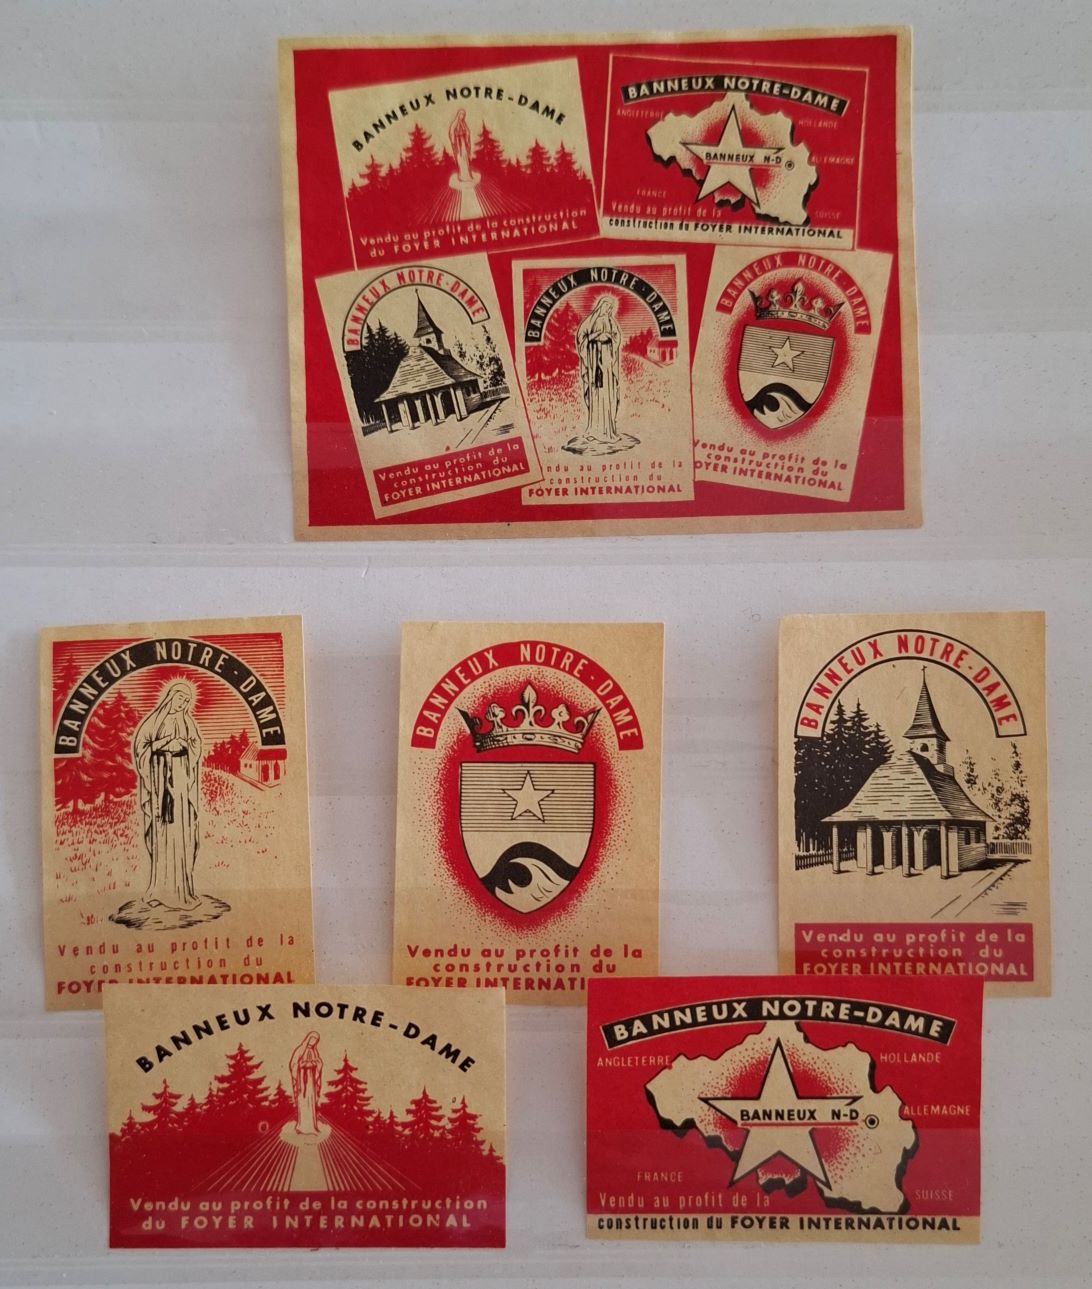 BANNEUX NOTRE-DAME
Vendu au profit de la construction
du FOYER INTERNATIONAL
BANNEUX NOTRE-DAME
ANGLETERRE
HOLLANDE
BANNEUX N-D
ALLEMAGNE
FRANCE
SUISSE
Vendu au profit de la
construction du FOYER INTERNATIONAL
BANNEUX NOTRE-DAME
Vendu au profit de la
construction du
FOYER INTERNATIONAL
BANNEUX NOTRE-DAME
ndu au profit de la
construction du
FOYER INTERNATIONAL
BANNEUX NOTRE-DAME
endu au profit de la
construction du
OYER INTERNATIONAL
BANNEUX NOTRE-DAME
Vendu au profit de la
construction du
FOYER INTERNATIONAL
BANNEUX NOTRE-DAME
Vendu au profit de la
construction du
FOYER INTERNATIONAL
BANNEUX NOTRE-DAME
Vendu au profit de la
construction du
FOYER INTERNATIONAL
BANNEUX NOTRE-DAME
Vendu au profit de la construction
du FOYER INTERNATIONAL
BANNEUX NOTRE-DAME
ANGLETERRE
HOLLANDE
BANNEUX N-D
ALLEMAGNE
FRANCE
SUISSE
Vendu au profit de la
construction du FOYER INTERNATIONAL